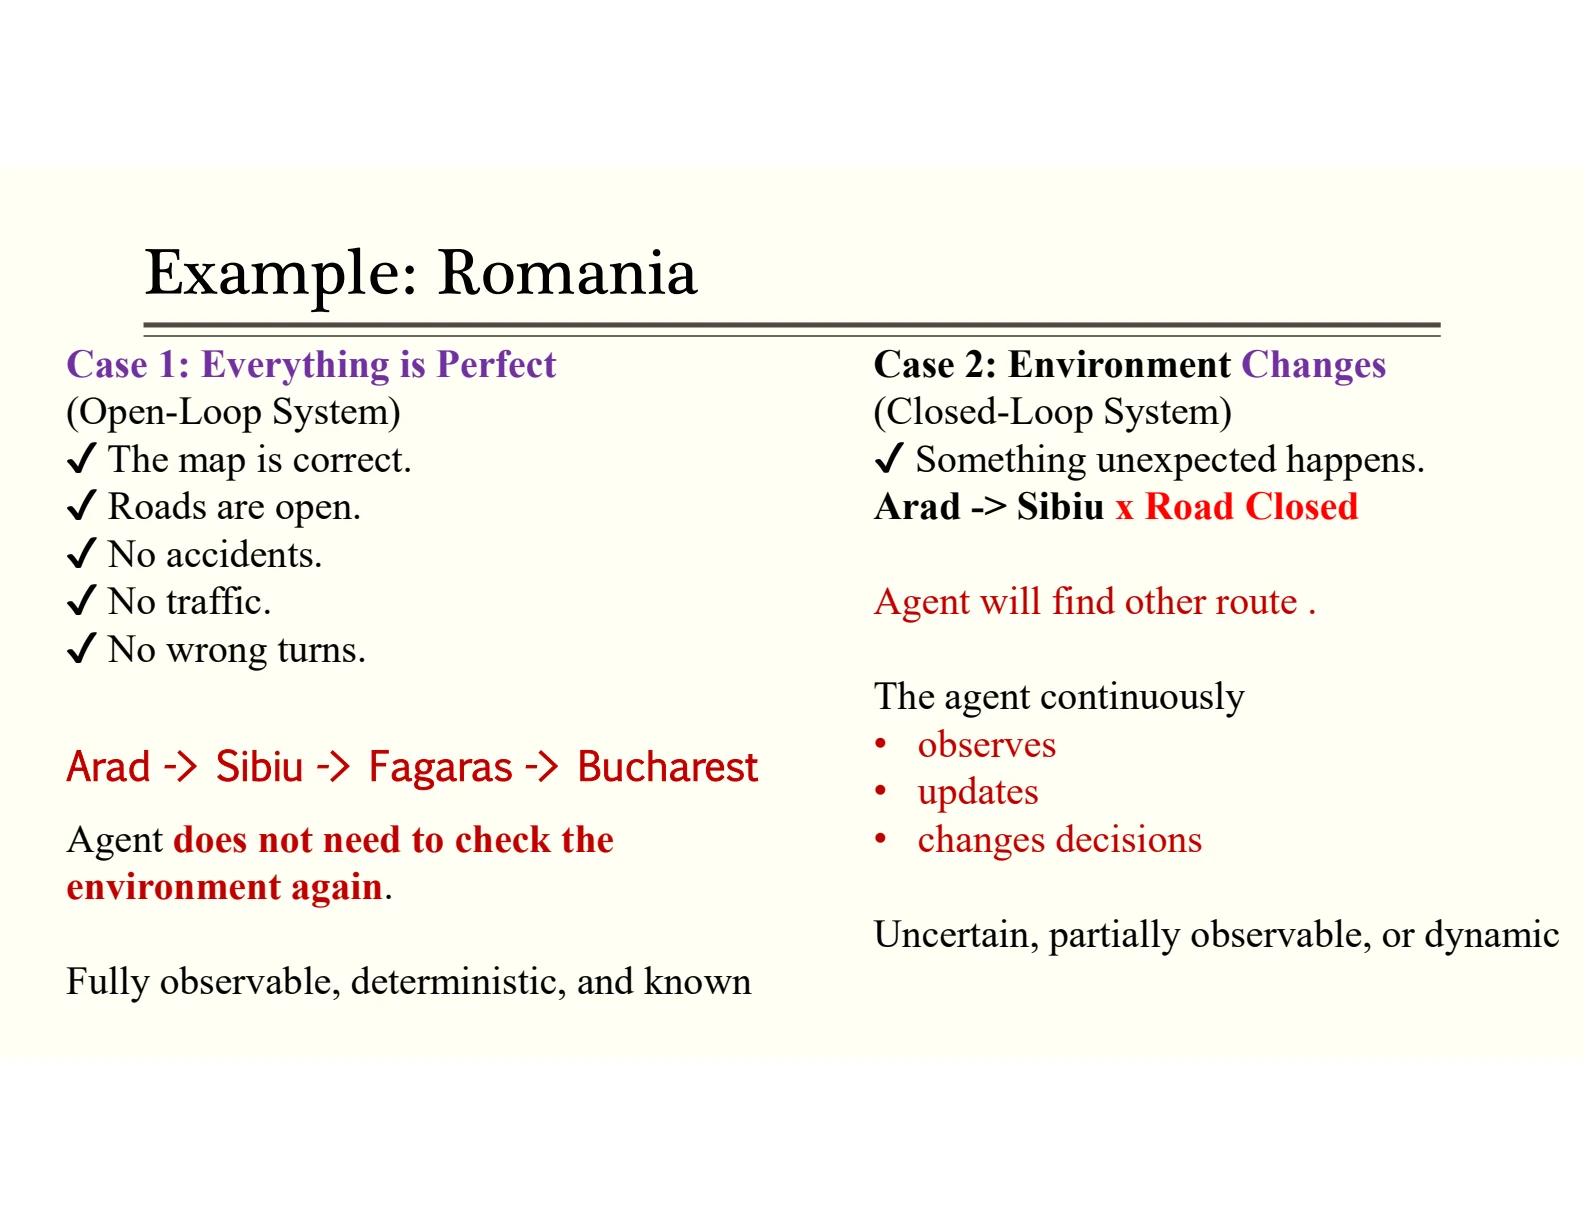 Example: Romania
Case 1: Everything is Perfect
(Open-Loop System)
✓ The map is correct.
✓ Roads are open.
✓ No accidents.
✓ No traffic.
✓ No wrong turns.
Arad -> Sibiu -> Fagaras -> Bucharest
Agent does not need to check the
environment again.
Fully observable, deterministic, and known
Case 2: Environment Changes
(Closed-Loop System)
✓ Something unexpected happens.
Arad -> Sibiu x Road Closed
Agent will find other route .
The agent continuously
• observes
• updates
• changes decisions
Uncertain, partially observable, or dynamic